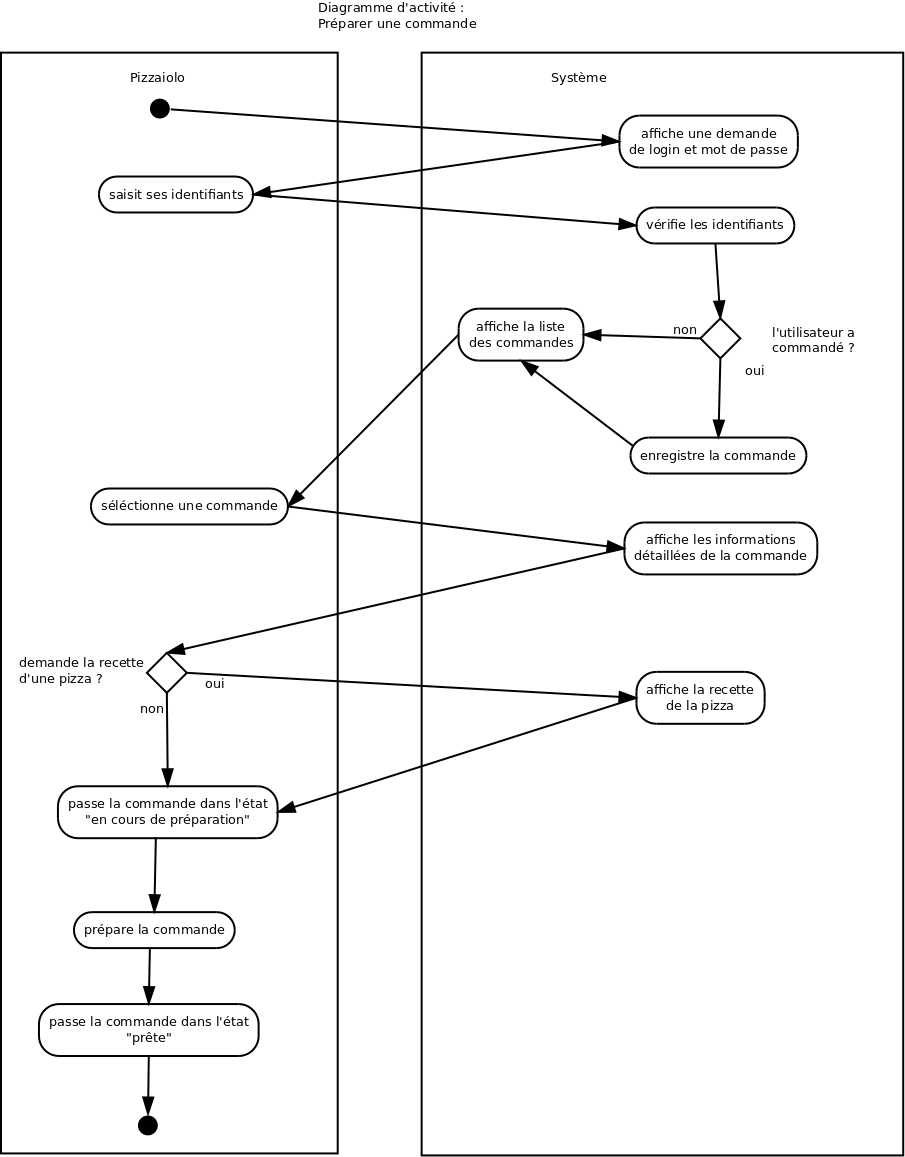 Diagramme d'activité :
Préparer une commande
Pizzaiolo
Système
affiche une demande
de login et mot de passe
saisit ses identifiants
vérifie les identifiants
affiche la liste
des commandes
non
l'utilisateur a
commandé ?
oui
enregistre la commande
séléctionne une commande
affiche les informations
détaillées de la commande
demande la recette
d'une pizza ?
oui
non
affiche la recette
de la pizza
passe la commande dans l'état
"en cours de préparation"
prépare la commande
passe la commande dans l'état
"prête"